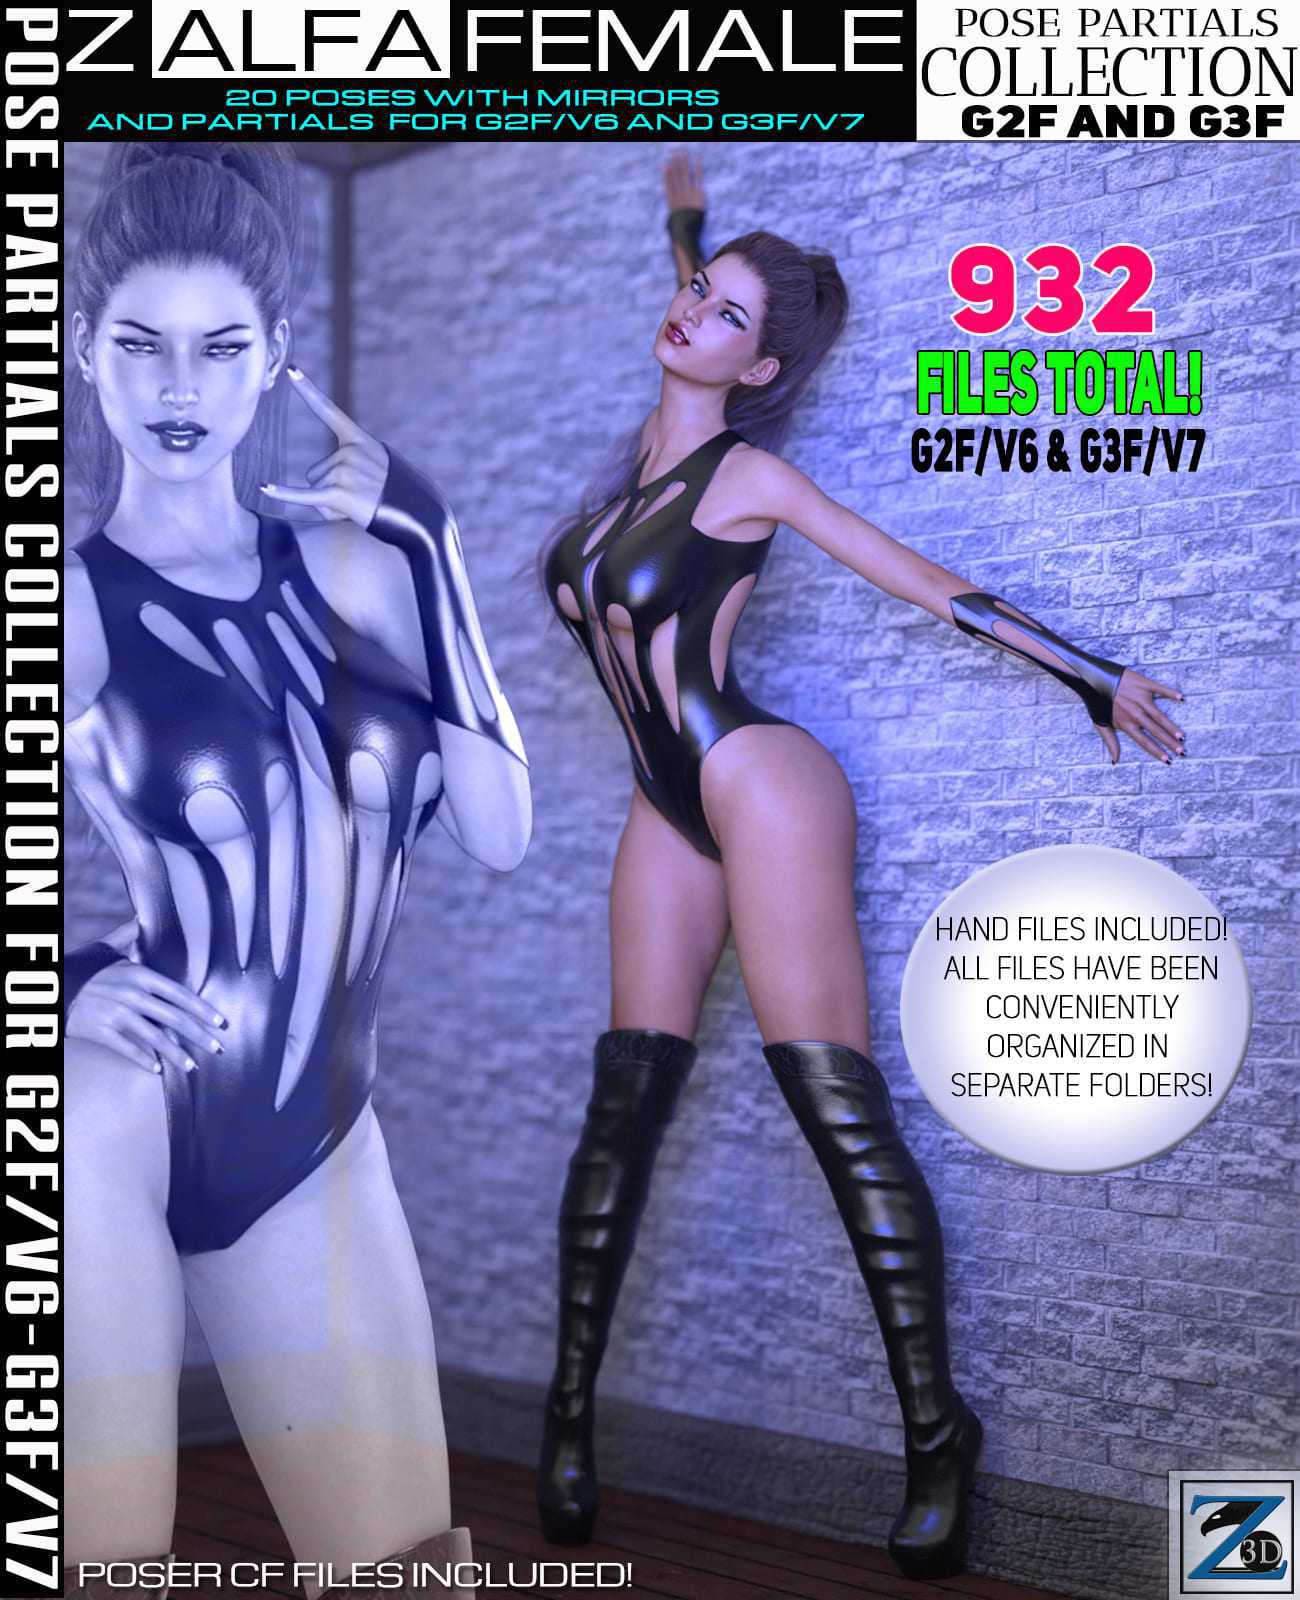 Z ALFA FEMALE
20 POSES WITH MIRRORS
AND PARTIALS FOR G2F/V6 AND G3F/V7
POSE PARTIALS
COLLECTION
G2F AND G3F
POSE PARTIALS COLLECTION FOR G2F/V6-G3F/V7
932
FILES TOTAL!
G2F/V6 & G3F/V7
HAND FILES INCLUDED!
ALL FILES HAVE BEEN
CONVENIENTLY
ORGANIZED IN
SEPARATE FOLDERS!
POSER CF FILES INCLUDED!
Z
3D